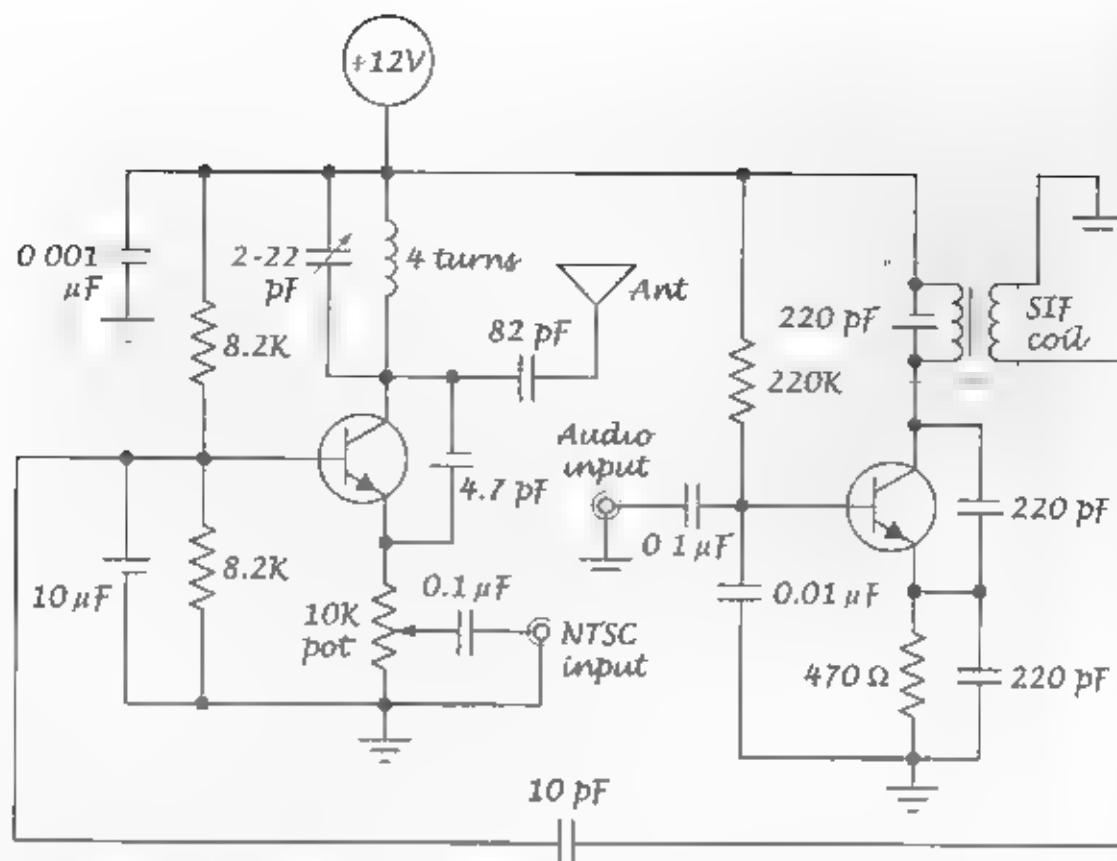 +12V
0 001
µF
2-22
pF
4 turns
Ant
82 pF
8.2K
4.7 pF
220 pF
SIF
coil
220K
Audio
input
0 1 µF
220 pF
0.01 µF
10 µF
8.2K
10K
pot
0.1 µF
NTSC
input
470 Ω
220 pF
10 pF